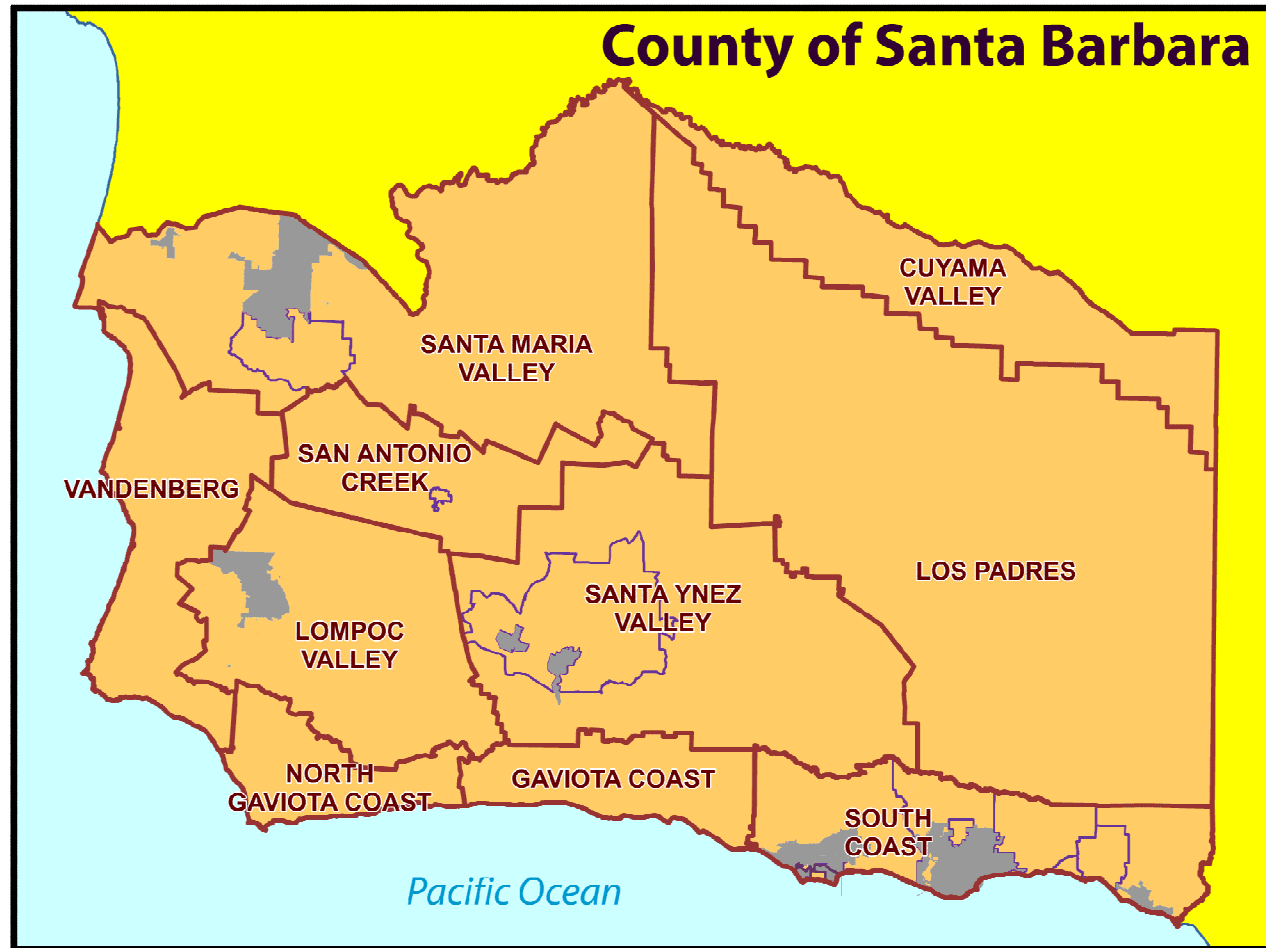 County of Santa Barbara
CUYAMA
VALLEY
SANTA MARIA
VALLEY
SAN ANTONIO
CREEK
VANDENBERG
LOS PADRES
SANTA YNEZ
VALLEY
LOMPOC
VALLEY
NORTH
GAVIOTA COAST
GAVIOTA COAST
SOUTH
COAST
Pacific Ocean